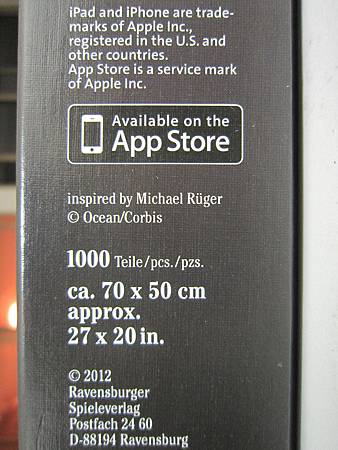 iPad and iPhone are trade-
marks of Apple Inc.,
registered in the U.S. and
other countries.
App Store is a service mark
of Apple Inc.
Available on the
App Store
inspired by Michael Rüger
© Ocean/Corbis
1000 Teile/pcs./pzs.
ca. 70 x 50 cm
approx.
27 x 20 in.
© 2012
Ravensburger
Spieleverlag
Postfach 24 60
D-88194 Ravensburg